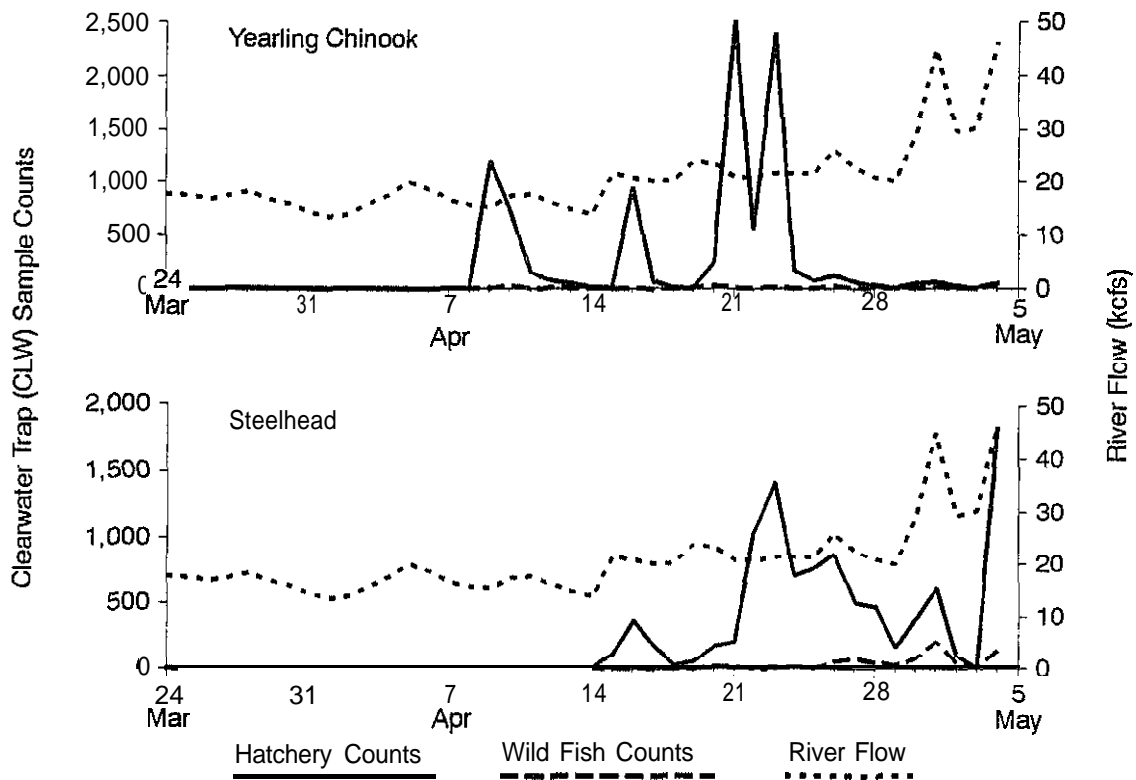 Yearling Chinook
2,500
2,000
1,500
1,000
500
0
50
40
30
20
10
0
24
Mar
31
7
Apr
14
21
28
5
May
Clearwater Trap (CLW) Sample Counts
River Flow (kcfs)
Steelhead
2,000
1,500
1,000
500
0
50
40
30
20
10
0
24
Mar
31
7
Apr
14
21
28
5
May
Hatchery Counts
Wild Fish Counts
River Flow